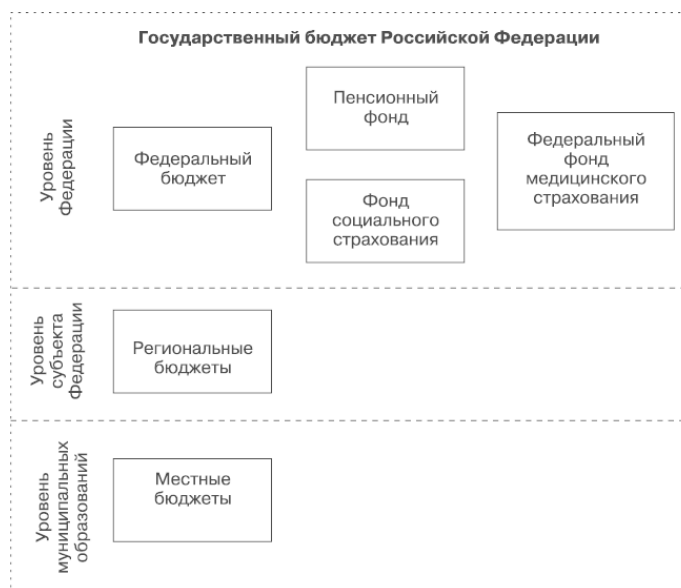 Государственный бюджет Российской Федерации
Уровень
Федерации
Федеральный
бюджет
Пенсионный
фонд
Фонд
социального
страхования
Федеральный
фонд
медицинского
страхования
Уровень
субъекта
Федерации
Региональные
бюджеты
Уровень
муниципальных
образований
Местные
бюджеты